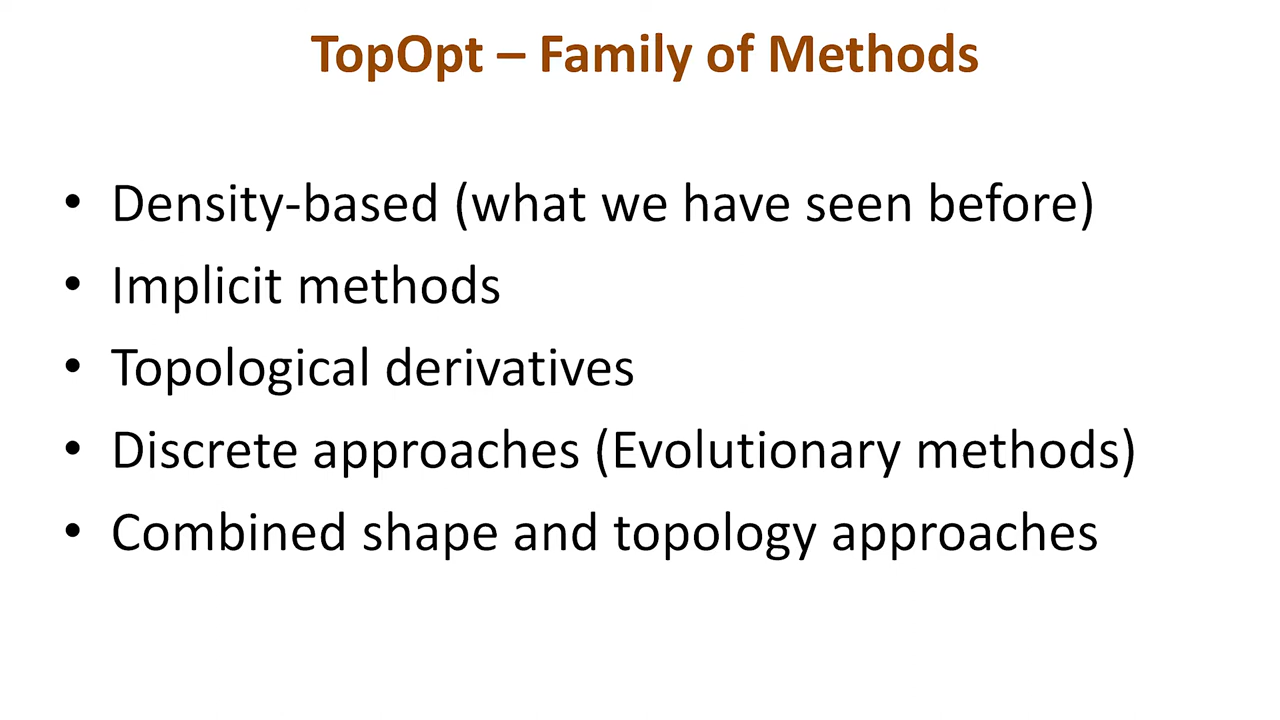 TopOpt – Family of Methods
• Density-based (what we have seen before)
• Implicit methods
• Topological derivatives
• Discrete approaches (Evolutionary methods)
• Combined shape and topology approaches